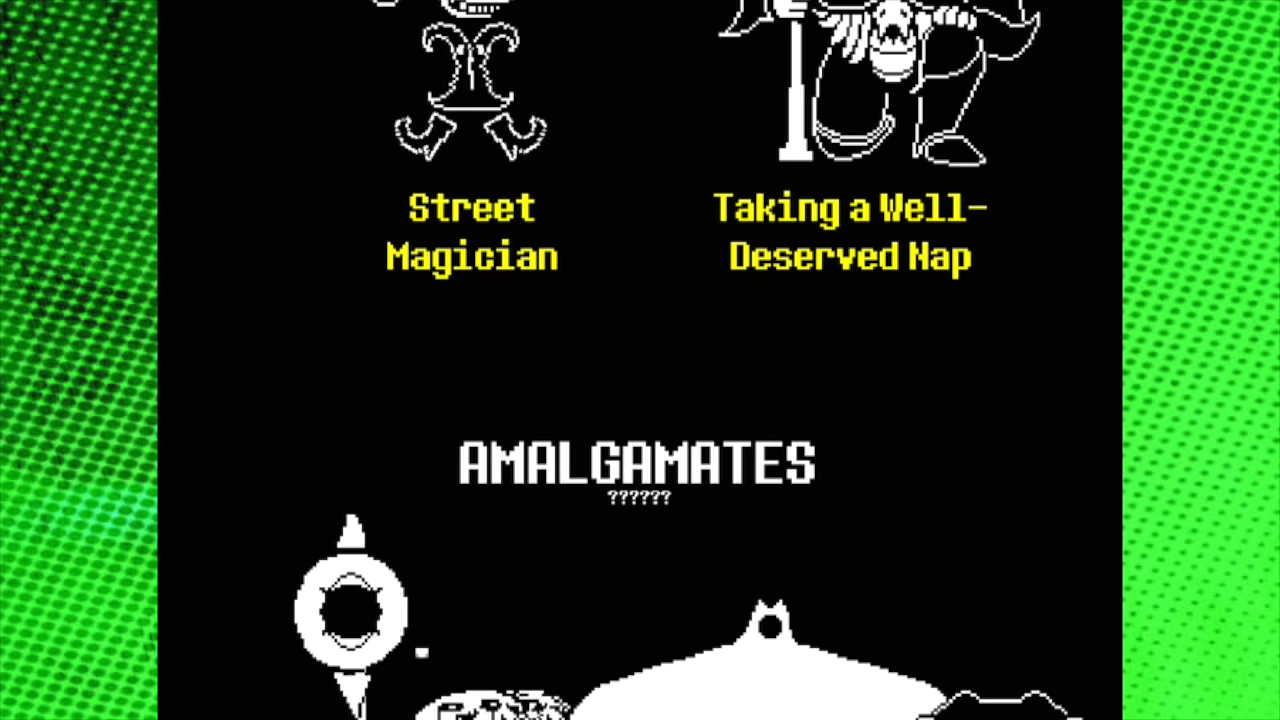 Street
Magician
Taking a Well-
Deserved Nap
AMALGAMATES
??????